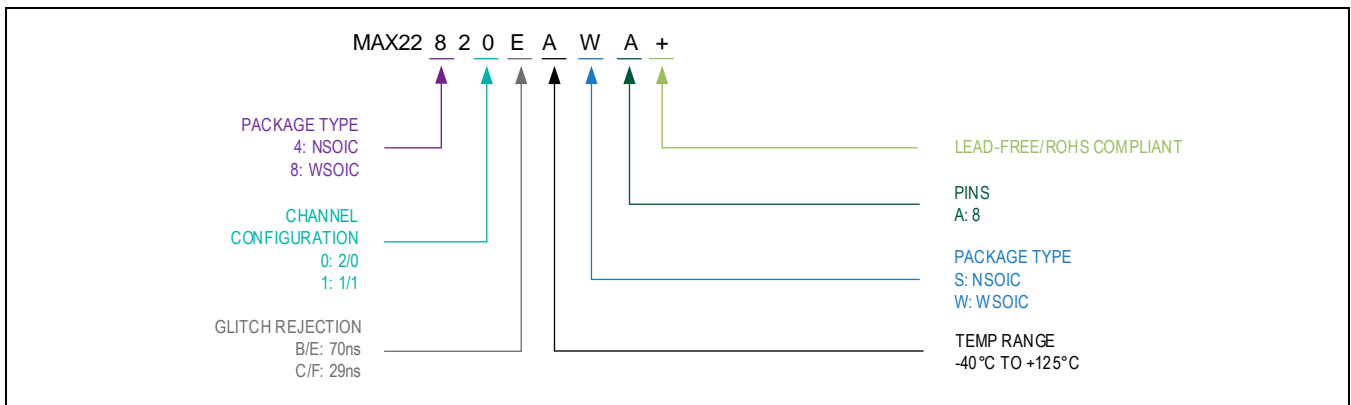 MAX22 8 2 0 E A W A +
PACKAGE TYPE
4: NSOIC
8: WSOIC
CHANNEL
CONFIGURATION
0: 2/0
1: 1/1
GLITCH REJECTION
B/E: 70ns
C/F: 29ns
LEAD-FREE/ROHS COMPLIANT
PINS
A: 8
PACKAGE TYPE
S: NSOIC
W: WSOIC
TEMP RANGE
-40°C TO +125°C